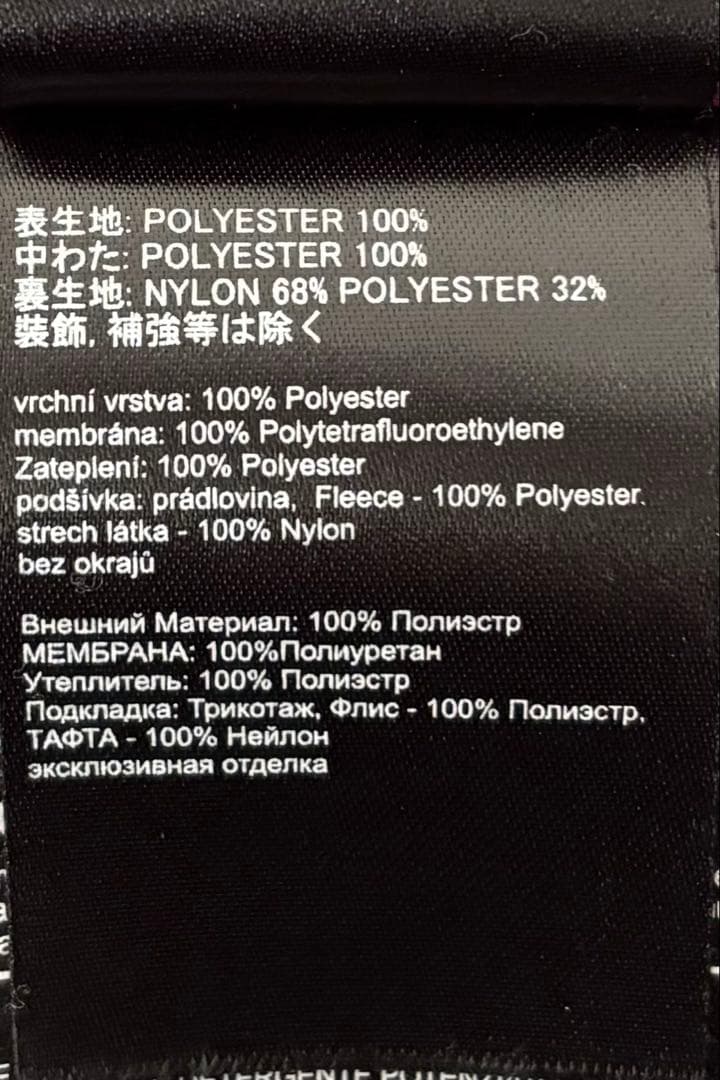 表生地: POLYESTER 100%
中わた: POLYESTER 100%
裏生地: NYLON 68% POLYESTER 32%
装飾, 補強等は除く
vrchní vrstva: 100% Polyester
membrána: 100% Polytetrafluoroethylene
Zateplení: 100% Polyester
podšívka: prádlovina, Fleece - 100% Polyester.
strech látka - 100% Nylon
bez okrajů
Внешний Материал: 100% Полиэстр
МЕМБРАНА: 100%Полиуретан
Утеплитель: 100% Полиэстр
Подкладка: Трикотаж, Флис - 100% Полиэстр.
ТАФТА - 100% Нейлон
эксклюзивная отделка